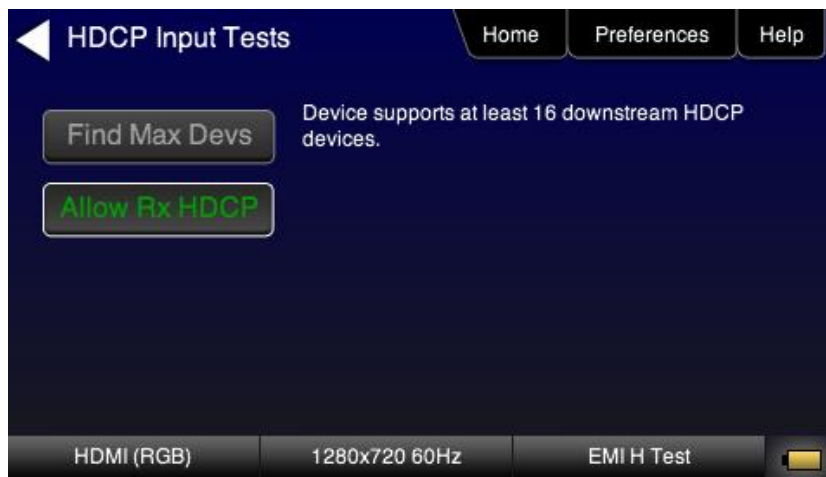 HDCP Input Tests
Home
Preferences
Help
Find Max Devs
Device supports at least 16 downstream HDCP
devices.
Allow Rx HDCP
HDMI (RGB)
1280x720 60Hz
EMI H Test